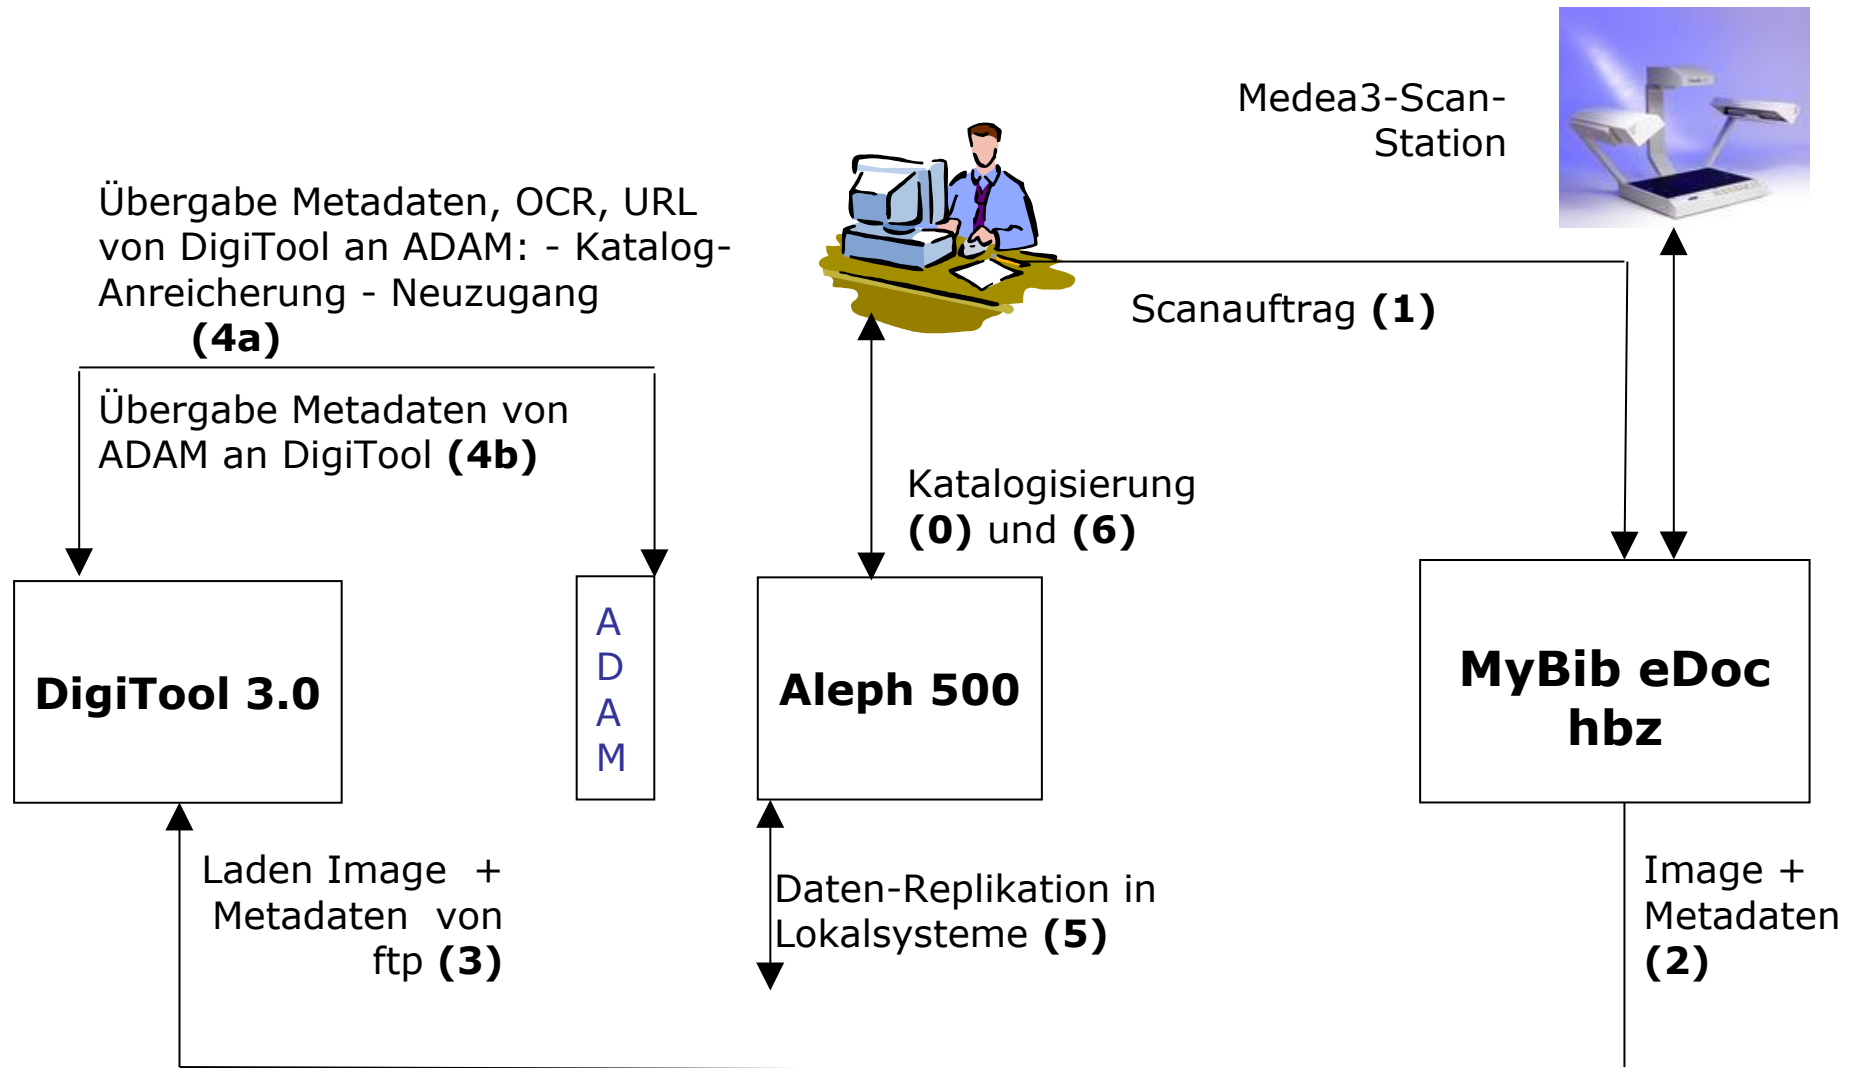 Medea3-Scan-
Station
Übergabe Metadaten, OCR, URL
von DigiTool an ADAM: - Katalog-
Anreicherung - Neuzugang
(4a)
Scanauftrag (1)
Übergabe Metadaten von
ADAM an DigiTool (4b)
Katalogisierung
(0) und (6)
DigiTool 3.0
A
D
A
M
Aleph 500
MyBib eDoc
hbz
Laden Image +
Metadaten von
ftp (3)
Daten-Replikation in
Lokalsysteme (5)
Image +
Metadaten
(2)